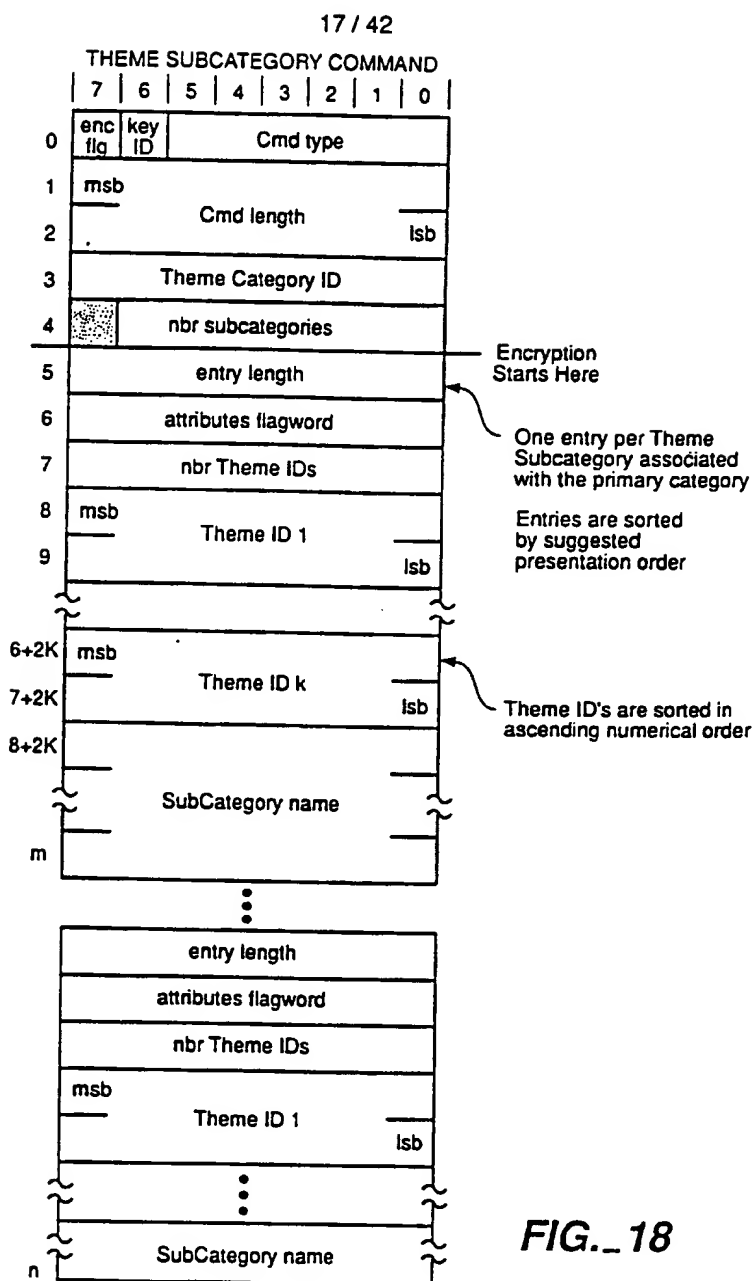 17 / 42
THEME SUBCATEGORY COMMAND
7 6 5 4 3 2 1 0
0 enc flg key ID Cmd type
1 msb
Cmd length
2 lsb
3 Theme Category ID
4 nbr subcategories
Encryption
Starts Here
5 entry length
6 attributes flagword
One entry per Theme
Subcategory associated
with the primary category
7 nbr Theme IDs
Entries are sorted
by suggested
presentation order
8 msb
Theme ID 1
9 lsb
6+2K msb
Theme ID k
7+2K lsb
Theme ID's are sorted in
ascending numerical order
8+2K
SubCategory name
m
entry length
attributes flagword
nbr Theme IDs
msb
Theme ID 1
lsb
SubCategory name
n
FIG._18